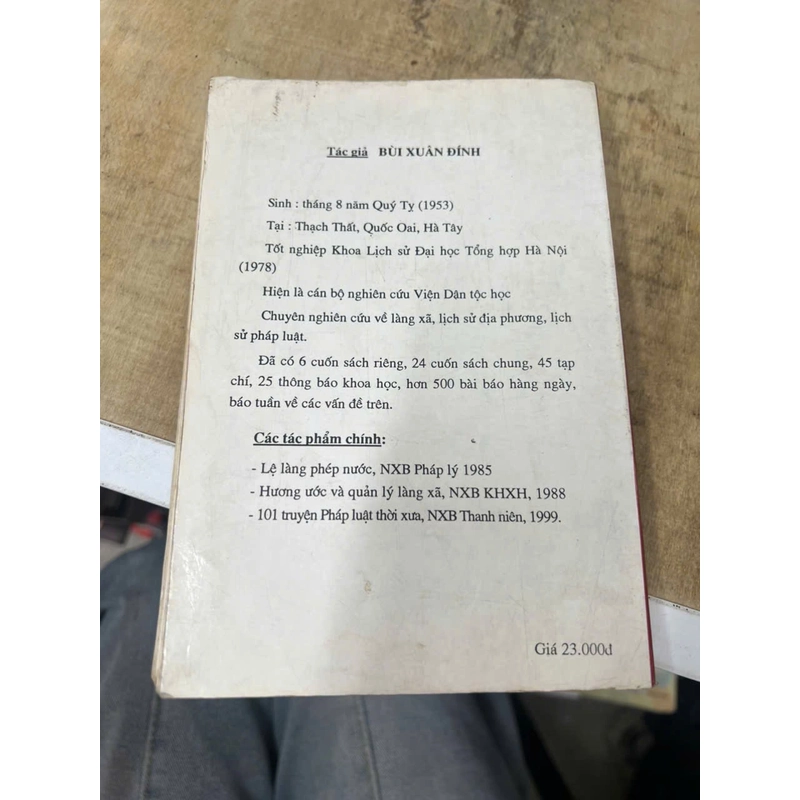 Tác giả BÙI XUÂN ĐÍNH
Sinh : tháng 8 năm Quý Tỵ (1953)
Tại : Thạch Thất, Quốc Oai, Hà Tây
Tốt nghiệp Khoa Lịch sử Đại học Tổng hợp Hà Nội
(1978)
Hiện là cán bộ nghiên cứu Viện Dân tộc học
Chuyên nghiên cứu về làng xã, lịch sử địa phương, lịch
sử pháp luật.
Đã có 6 cuốn sách riêng, 24 cuốn sách chung, 45 tạp
chí, 25 thông báo khoa học, hơn 500 bài báo hàng ngày,
báo tuần về các vấn đề trên.
Các tác phẩm chính:
- Lệ làng phép nước, NXB Pháp lý 1985
- Hương ước và quản lý làng xã, NXB KHXH, 1988
- 101 truyện Pháp luật thời xưa, NXB Thanh niên, 1999.
Giá 23.000đ